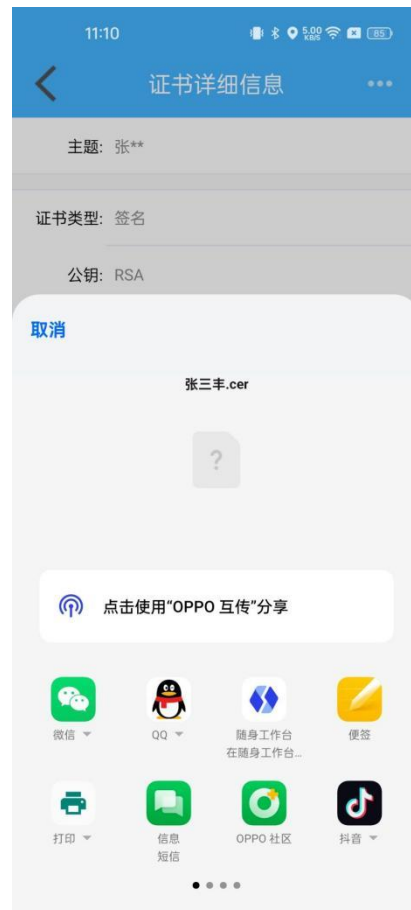 11:10
5.00 KB/S
85
证书详细信息
主题: 张**
证书类型: 签名
公钥: RSA
取消
张三丰.cer
?
点击使用“OPPO 互传”分享
微信 QQ 随身工作台 便签
在随身工作台...
打印 信息 OPPO 社区 抖音
短信